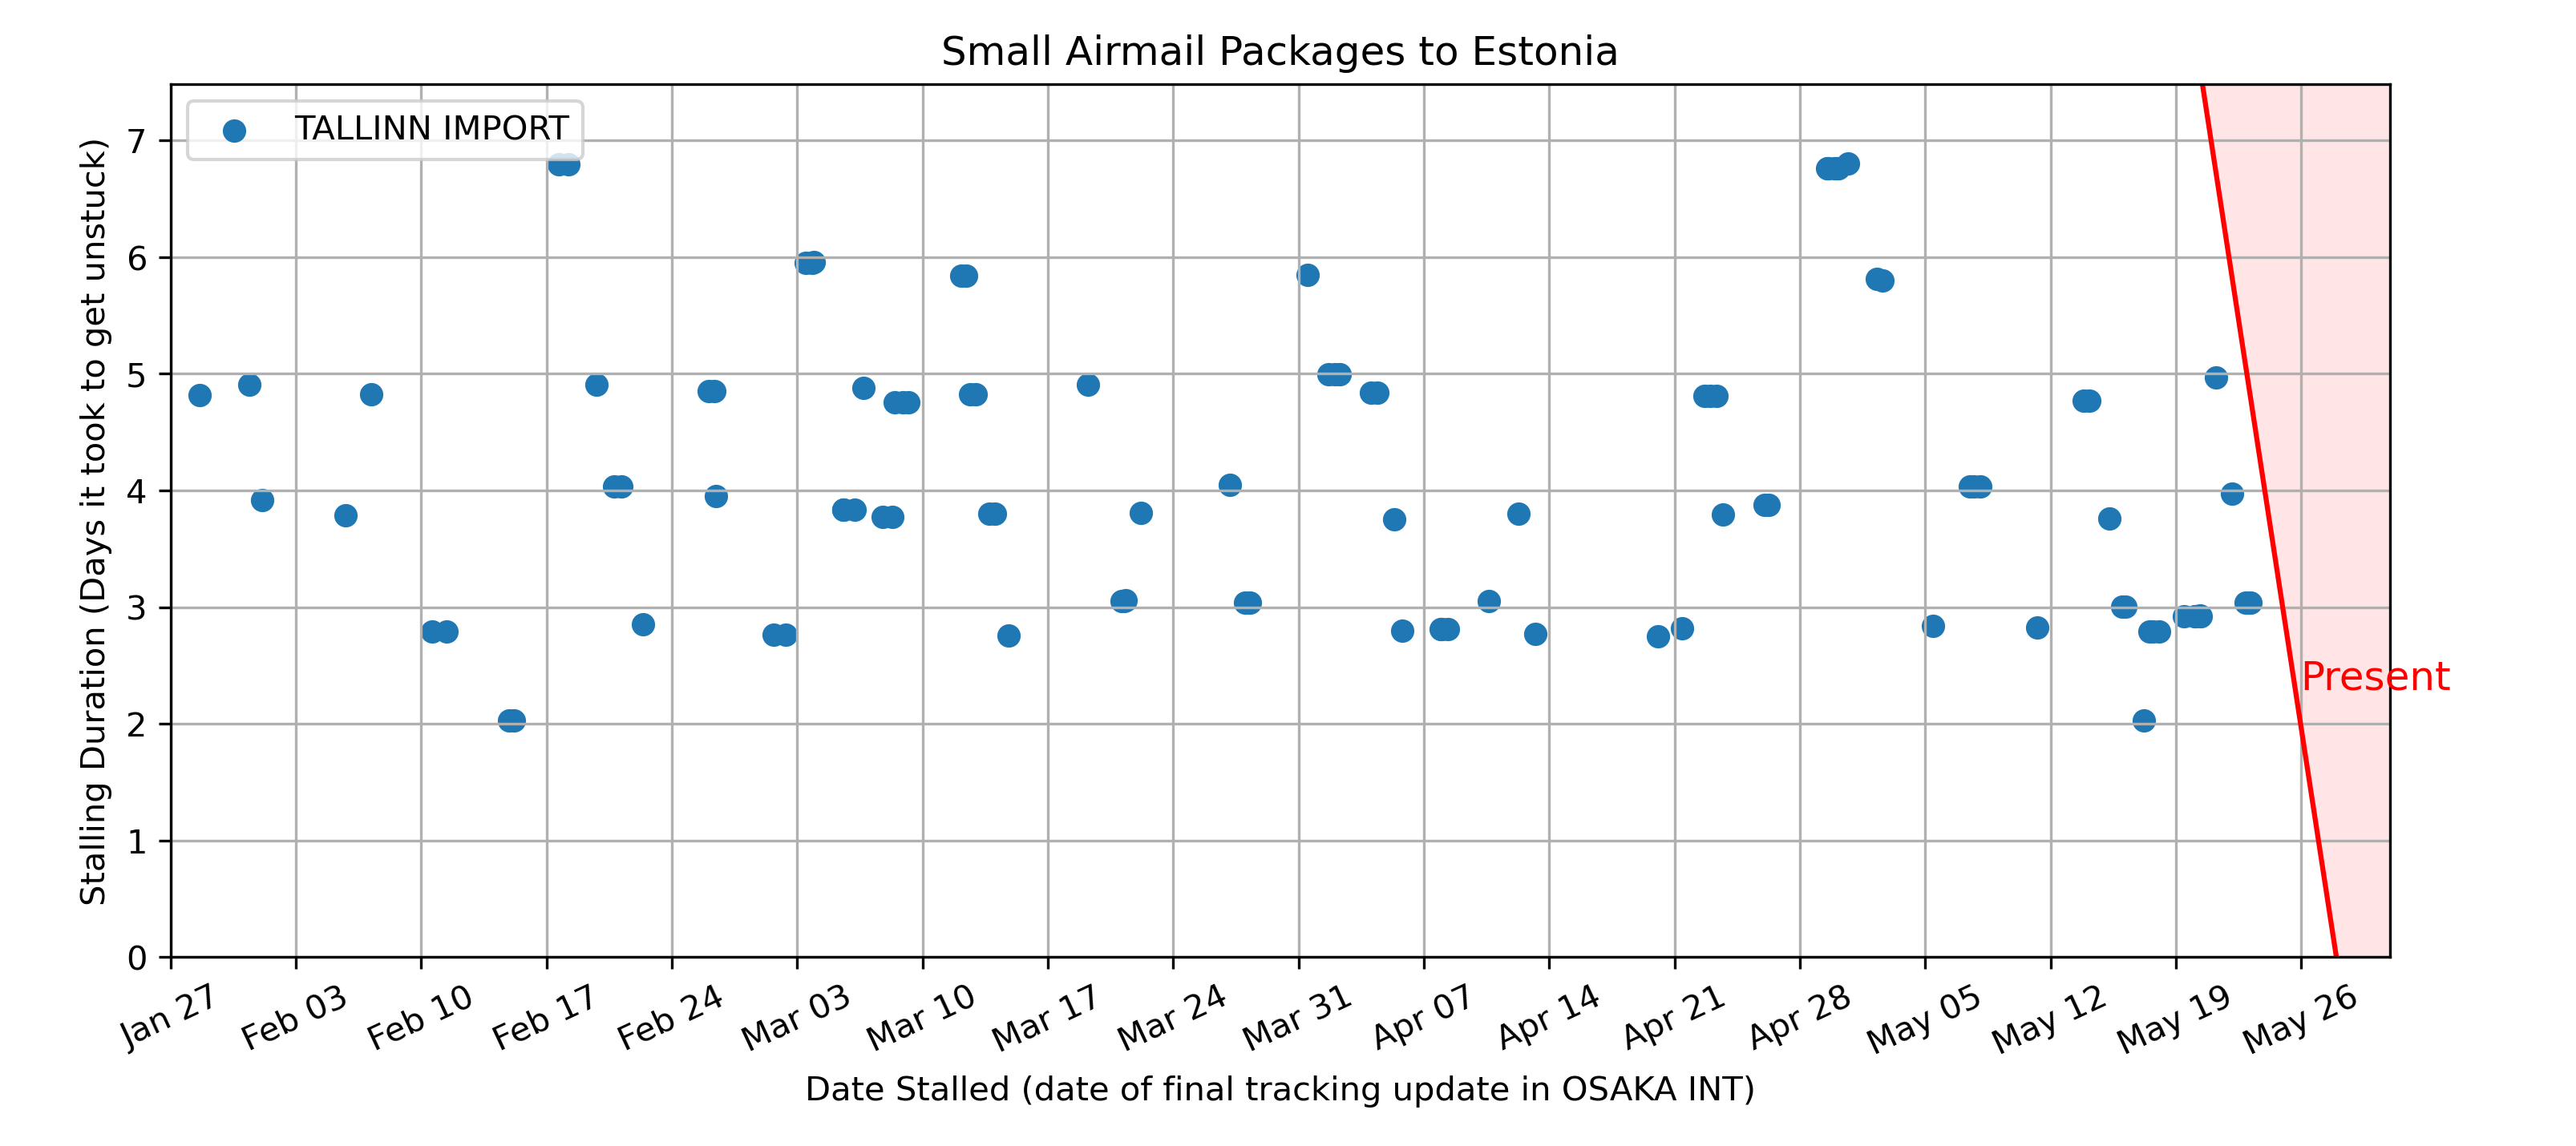 Small Airmail Packages to Estonia
TALLINN IMPORT
Stalling Duration (Days it took to get unstuck)
7
6
5
4
3
2
1
0
Present
Jan 27
Feb 03
Feb 10
Feb 17
Feb 24
Mar 03
Mar 10
Mar 17
Mar 24
Mar 31
Apr 07
Apr 14
Apr 21
Apr 28
May 05
May 12
May 19
May 26
Date Stalled (date of final tracking update in OSAKA INT)